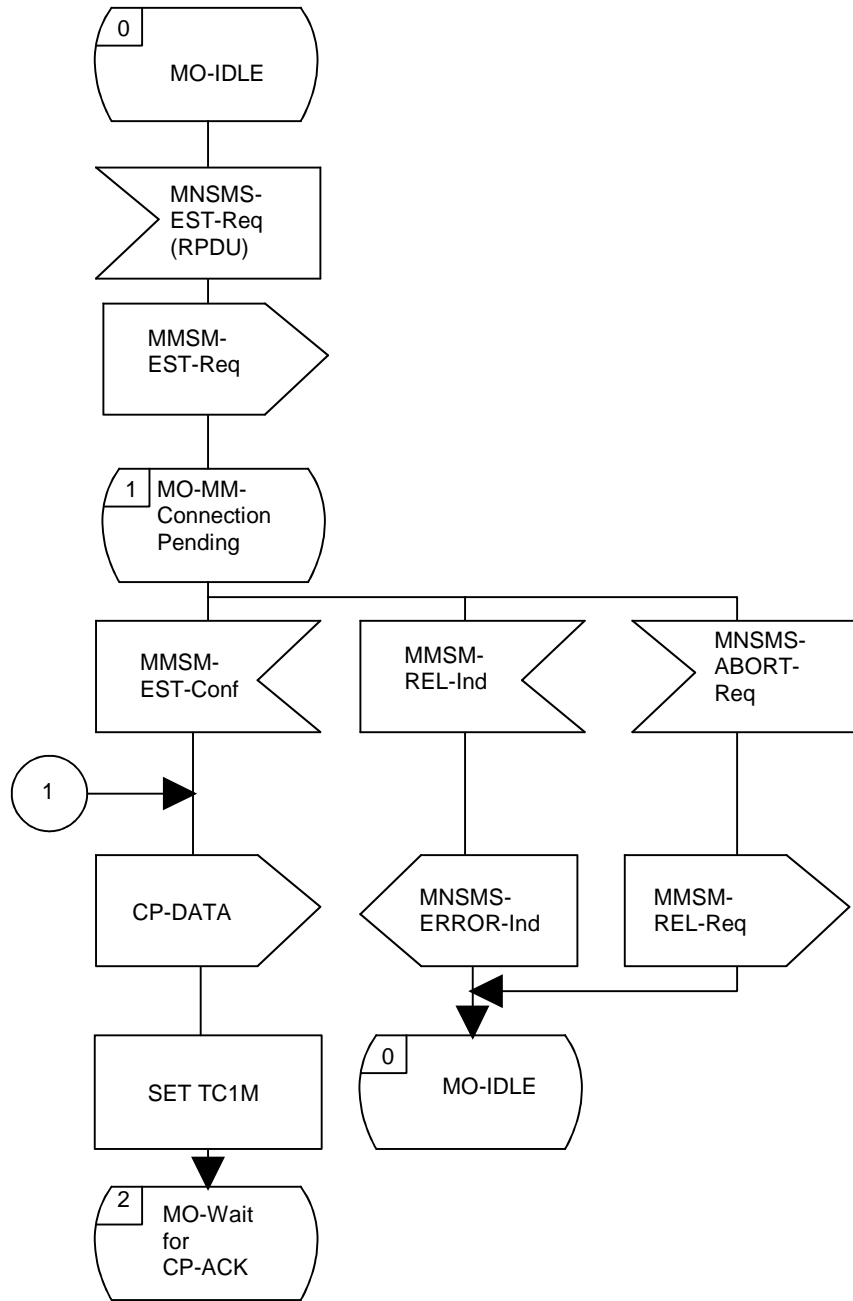 0
MO-IDLE
MNSMS-
EST-Req
(RPDU)
MMSM-
EST-Req
1
MO-MM-
Connection
Pending
MMSM-
EST-Conf
MMSM-
REL-Ind
MNSMS-
ABORT-
Req
1
CP-DATA
MNSMS-
ERROR-Ind
MMSM-
REL-Req
SET TC1M
0
MO-IDLE
2
MO-Wait
for
CP-ACK